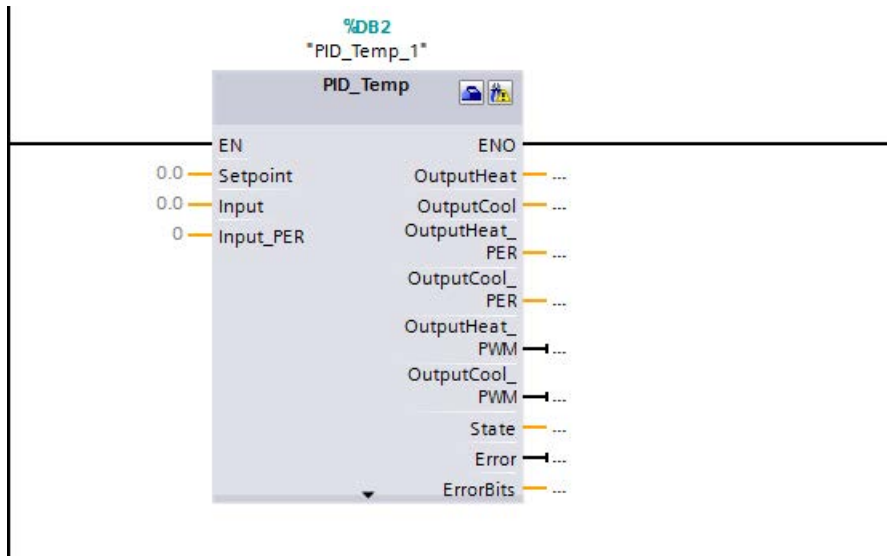 %DB2
"PID_Temp_1"
PID_Temp
EN ENO
0.0 Setpoint OutputHeat ...
0.0 Input OutputCool ...
0 Input_PER OutputHeat_
PER ...
OutputCool_
PER ...
OutputHeat_
PWM ...
OutputCool_
PWM ...
State ...
Error ...
ErrorBits ...